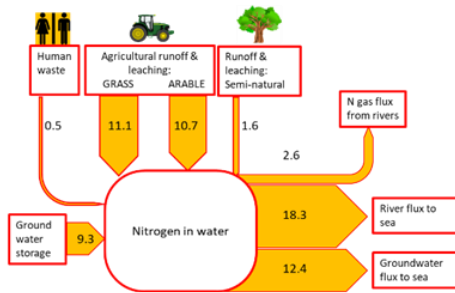 Human
waste
Agricultural runoff &
leaching:
GRASS ARABLE
Runoff &
leaching:
Semi-natural
N gas flux
from rivers
0.5
11.1
10.7
1.6
2.6
Ground
water
storage
9.3
Nitrogen in water
18.3
River flux to
sea
12.4
Groundwater
flux to sea